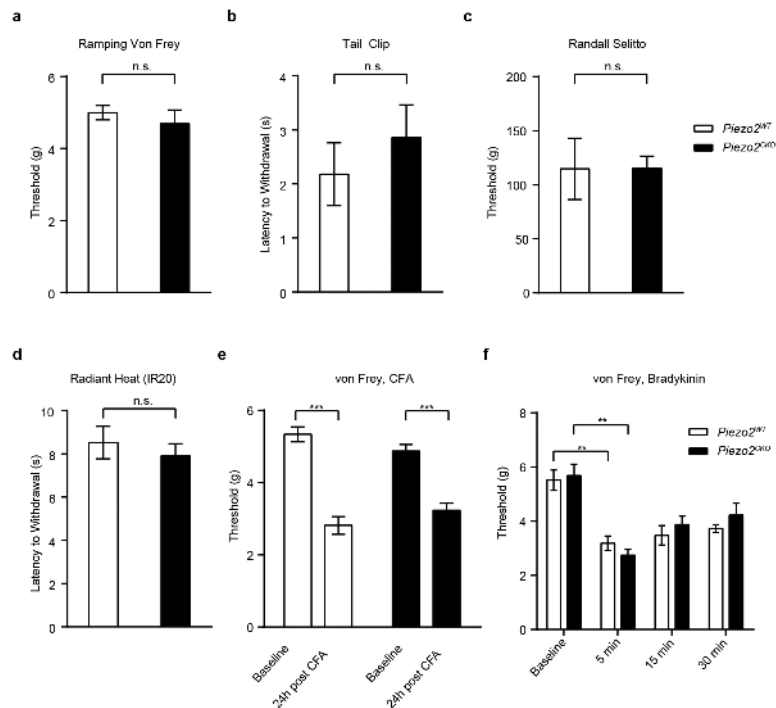 a
Ramping Von Frey
n.s.
Threshold (g)
6
4
2
0
b
Tail Clip
n.s.
Latency to Withdrawal (s)
4
3
2
1
0
c
Randall Selitto
n.s.
Threshold (g)
200
150
100
50
0
Piezo2WT
Piezo2CKO
d
Radiant Heat (IR20)
n.s.
Latency to Withdrawal (s)
10
8
6
4
2
0
e
von Frey, CFA
***
***
Threshold (g)
6
4
2
0
Baseline
24h post CFA
Baseline
24h post CFA
f
von Frey, Bradykinin
**
**
Threshold (g)
8
6
4
2
0
Baseline
5 min
15 min
30 min
Piezo2WT
Piezo2CKO